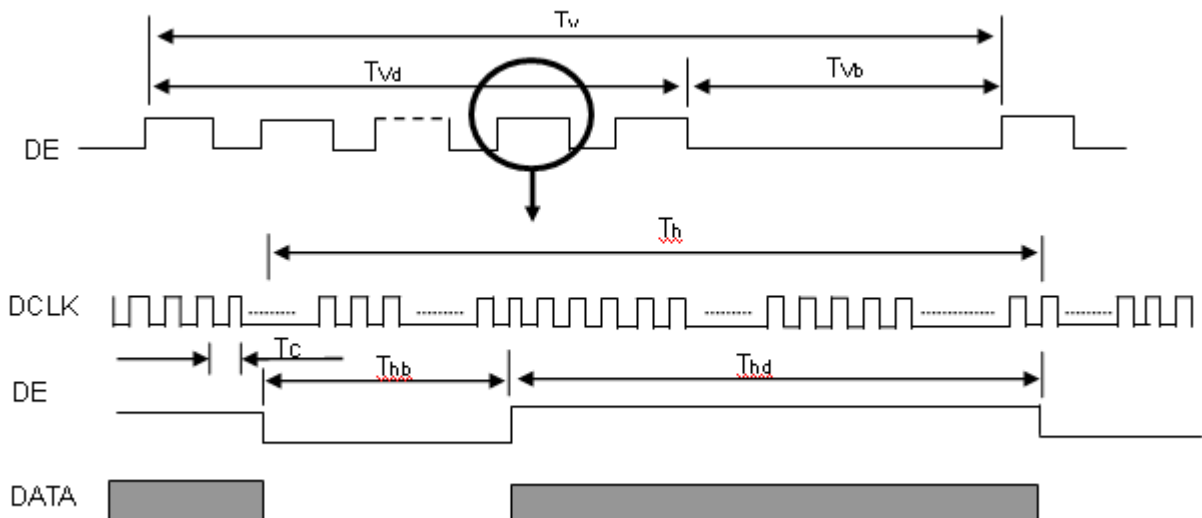 Tv
Tvd
Tvb
DE
Th
DCLK
Tc
Thb
Thd
DE
DATA